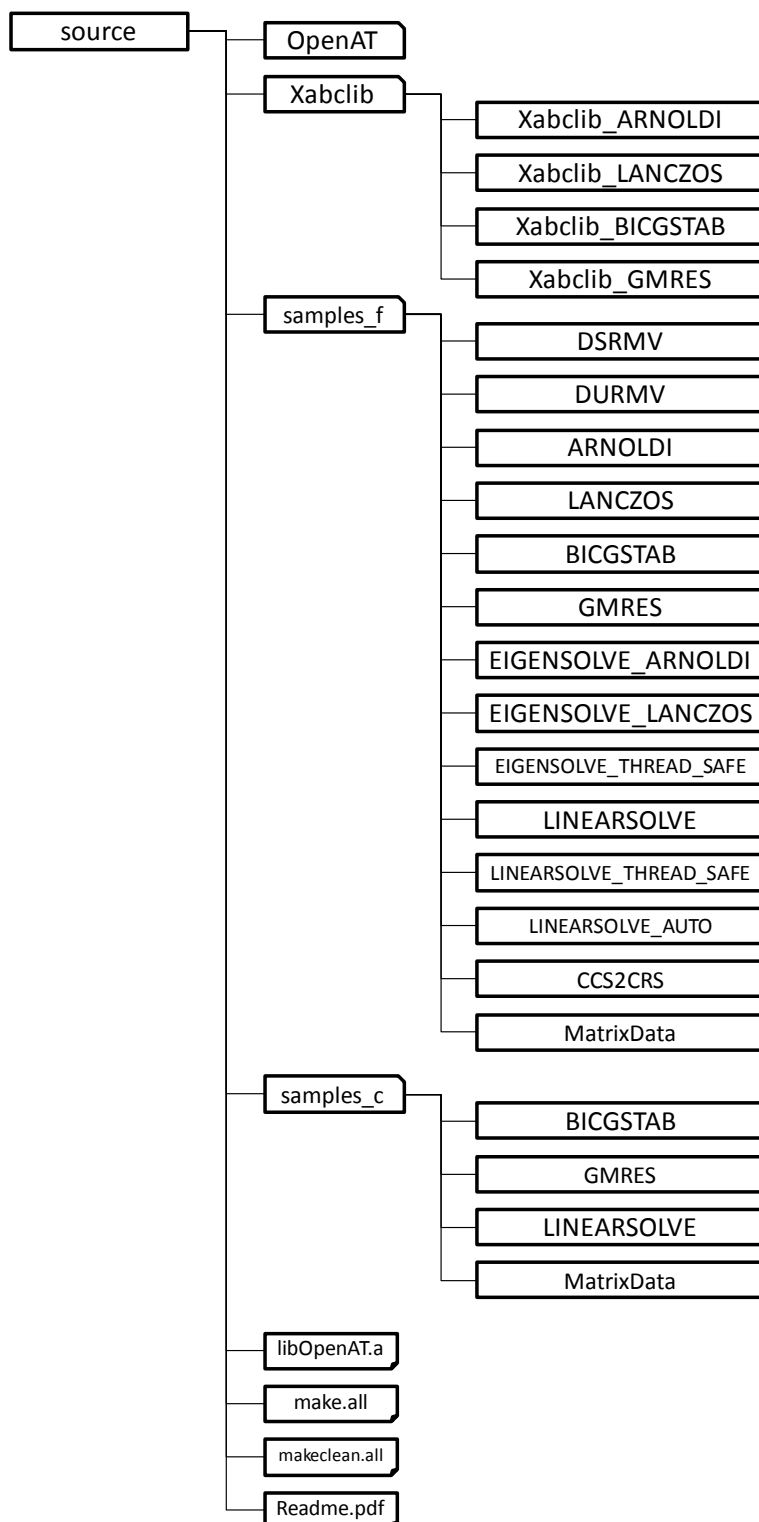 source
OpenAT
Xabclib
Xabclib_ARNOLDI
Xabclib_LANCZOS
Xabclib_BICGSTAB
Xabclib_GMRES
samples_f
DSRMV
DURMV
ARNOLDI
LANCZOS
BICGSTAB
GMRES
EIGENSOLVE_ARNOLDI
EIGENSOLVE_LANCZOS
EIGENSOLVE_THREAD_SAFE
LINEARSOLVE
LINEARSOLVE_THREAD_SAFE
LINEARSOLVE_AUTO
CCS2CRS
MatrixData
samples_c
BICGSTAB
GMRES
LINEARSOLVE
MatrixData
libOpenAT.a
make.all
makeclean.all
Readme.pdf